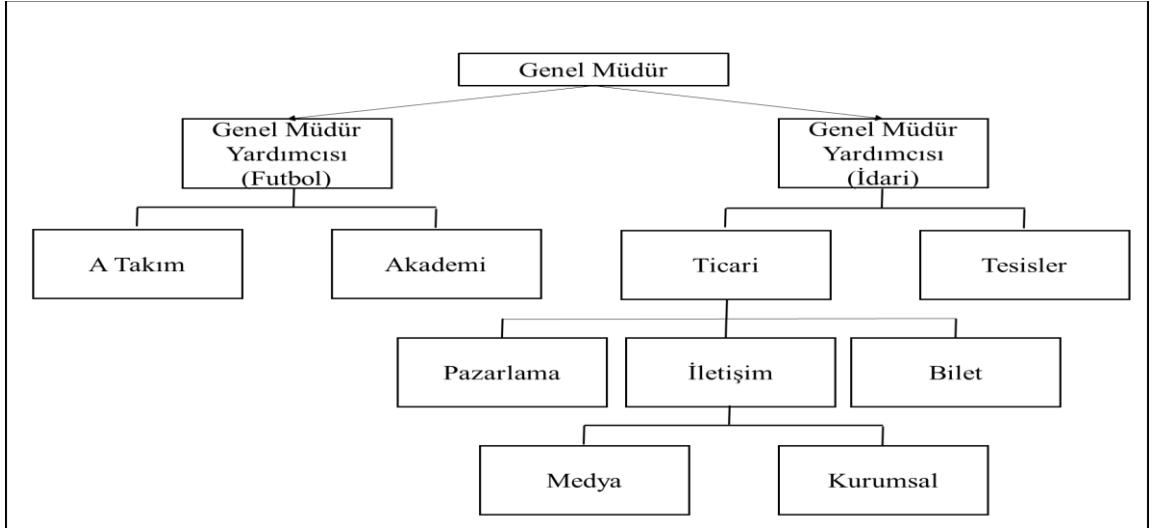 Genel Müdür
Genel Müdür
Yardımcısı
(Futbol)
Genel Müdür
Yardımcısı
(İdari)
A Takım
Akademi
Ticari
Tesisler
Pazarlama
İletişim
Bilet
Medya
Kurumsal